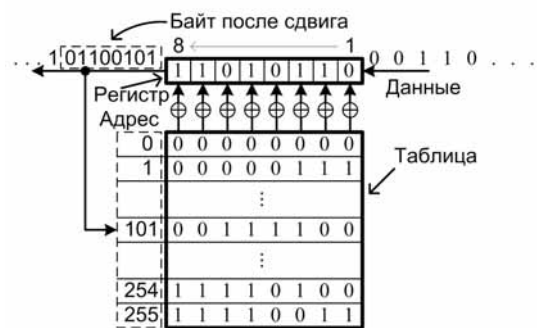 Байт после сдвига
8 1
. . . 1 01100101 1 1 0 1 0 1 1 0 0 0 1 1 0 . . .
Регистр Данные
Адрес
0 0 0 0 0 0 0 0 0
Таблица
1 0 0 0 0 0 1 1 1
⋮
101 0 0 1 1 1 1 0 0
⋮
254 1 1 1 1 0 1 0 0
255 1 1 1 1 0 0 1 1